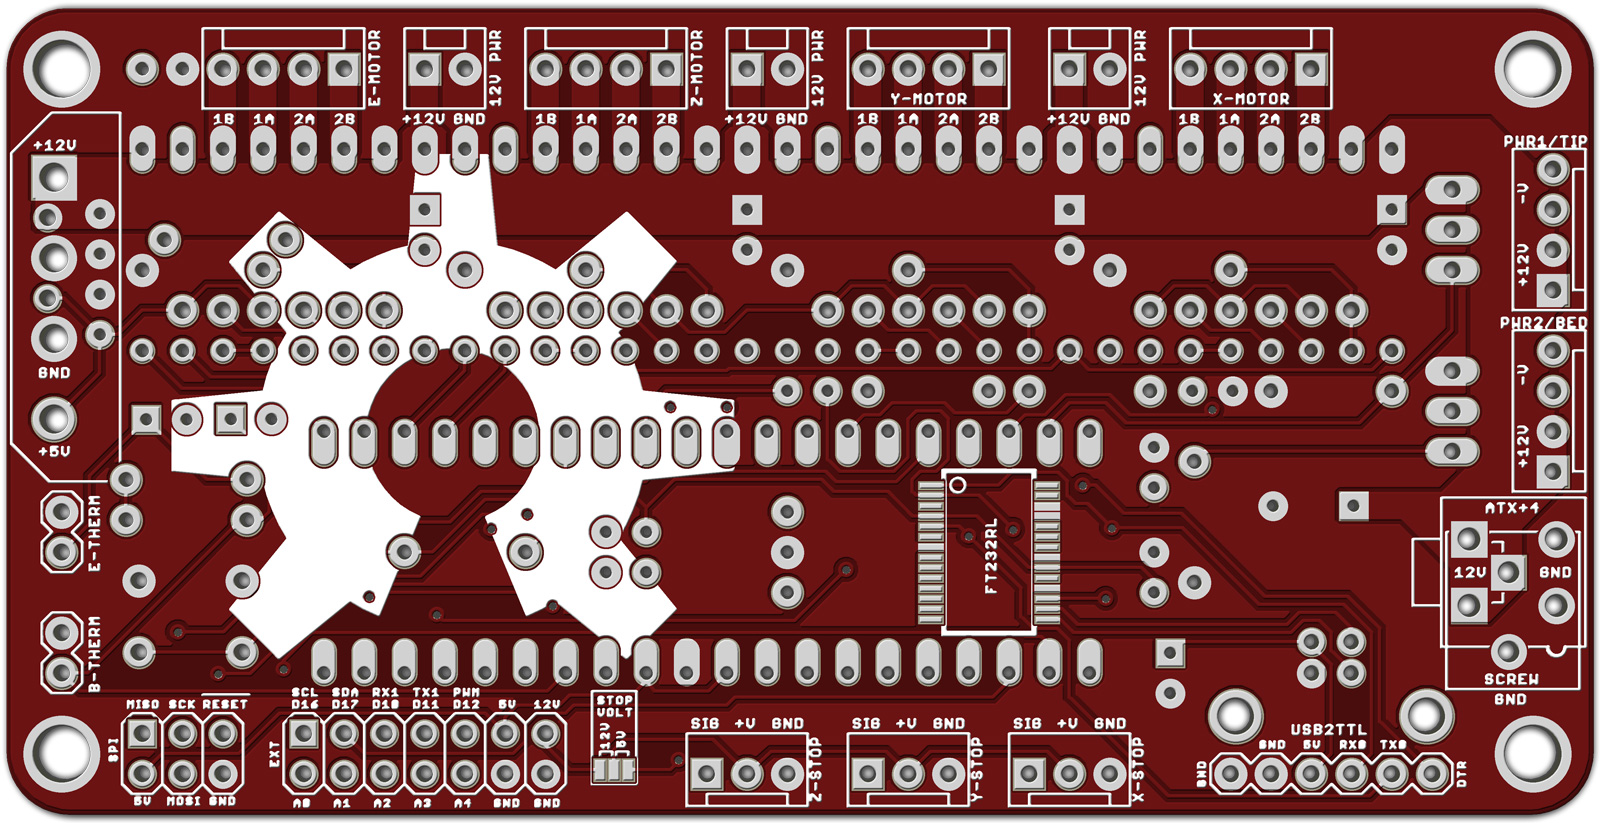 E-MOTOR
12V PWR
Z-MOTOR
12V PWR
Y-MOTOR
12V PWR
X-MOTOR
1B 1A 2A 2B +12V GND 1B 1A 2A 2B +12V GND 1B 1A 2A 2B +12V GND 1B 1A 2A 2B
+12V
GND
+5V
PWR1/TIP
-V
+12V
PWR2/BED
-V
+12V
E-THERM
B-THERM
FT232RL
ATX+4
12V GND
SCREW
GND
MISO SCK RESET
SPI
5V MOSI GND
SCL SDA RX1 TX1 PWM
D16 D17 D10 D11 D12 5V 12V
EXT
A0 A1 A2 A3 A4 GND GND
STOP
VOLT
12V
5V
SIG +V GND
Z-STOP
SIG +V GND
Y-STOP
SIG +V GND
X-STOP
USB2TTL
GND 5V RX0 TX0
GND
DTR